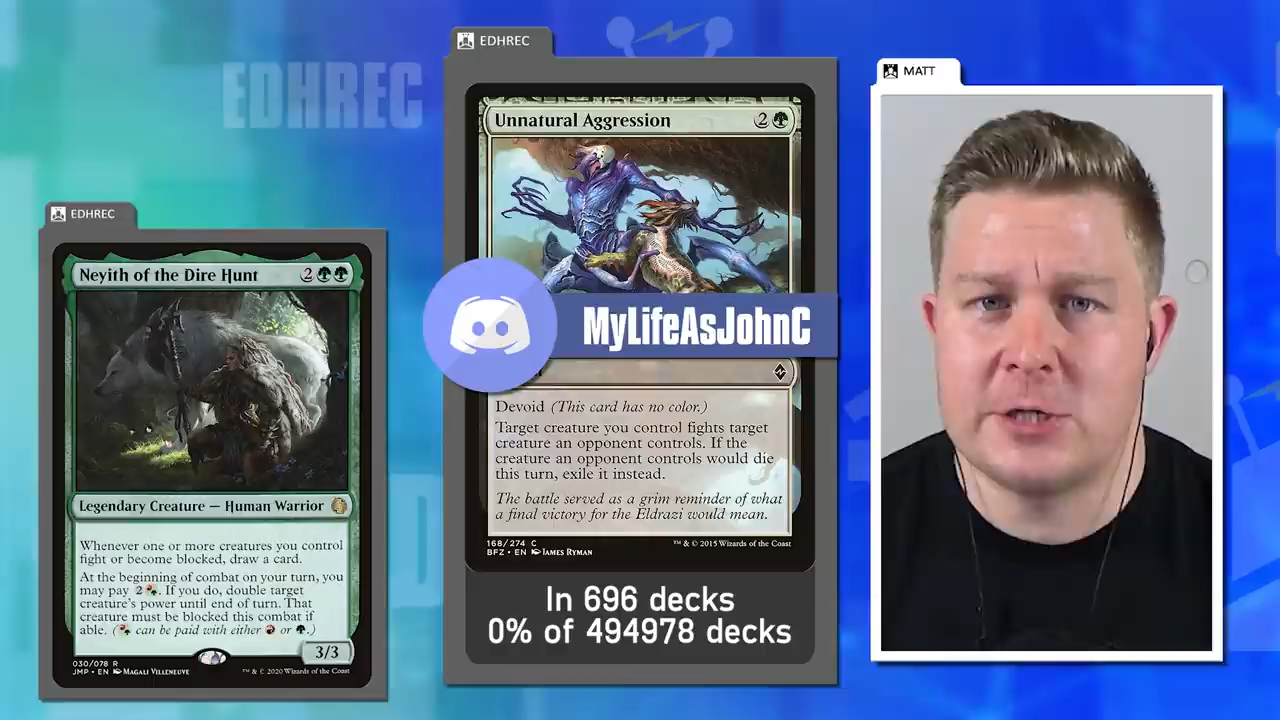 EDHREC
Neyith of the Dire Hunt 2
Legendary Creature — Human Warrior
Whenever one or more creatures you control
fight or become blocked, draw a card.
At the beginning of combat on your turn, you
may pay 2 . If you do, double target
creature's power until end of turn. That
creature must be blocked this combat if
able. ( can be paid with either or .)
3/3
030/078 R
JMP • EN Magali Villeneuve
™ & © 2020 Wizards of the Coast
EDHREC
EDHREC
Unnatural Aggression 2
MyLifeAsJohnC
Devoid (This card has no color.)
Target creature you control fights target
creature an opponent controls. If the
creature an opponent controls would die
this turn, exile it instead.
The battle served as a grim reminder of what
a final victory for the Eldrazi would mean.
168/274 C
BFZ • EN James Ryman
™ & © 2015 Wizards of the Coast
In 696 decks
0% of 494978 decks
MATT